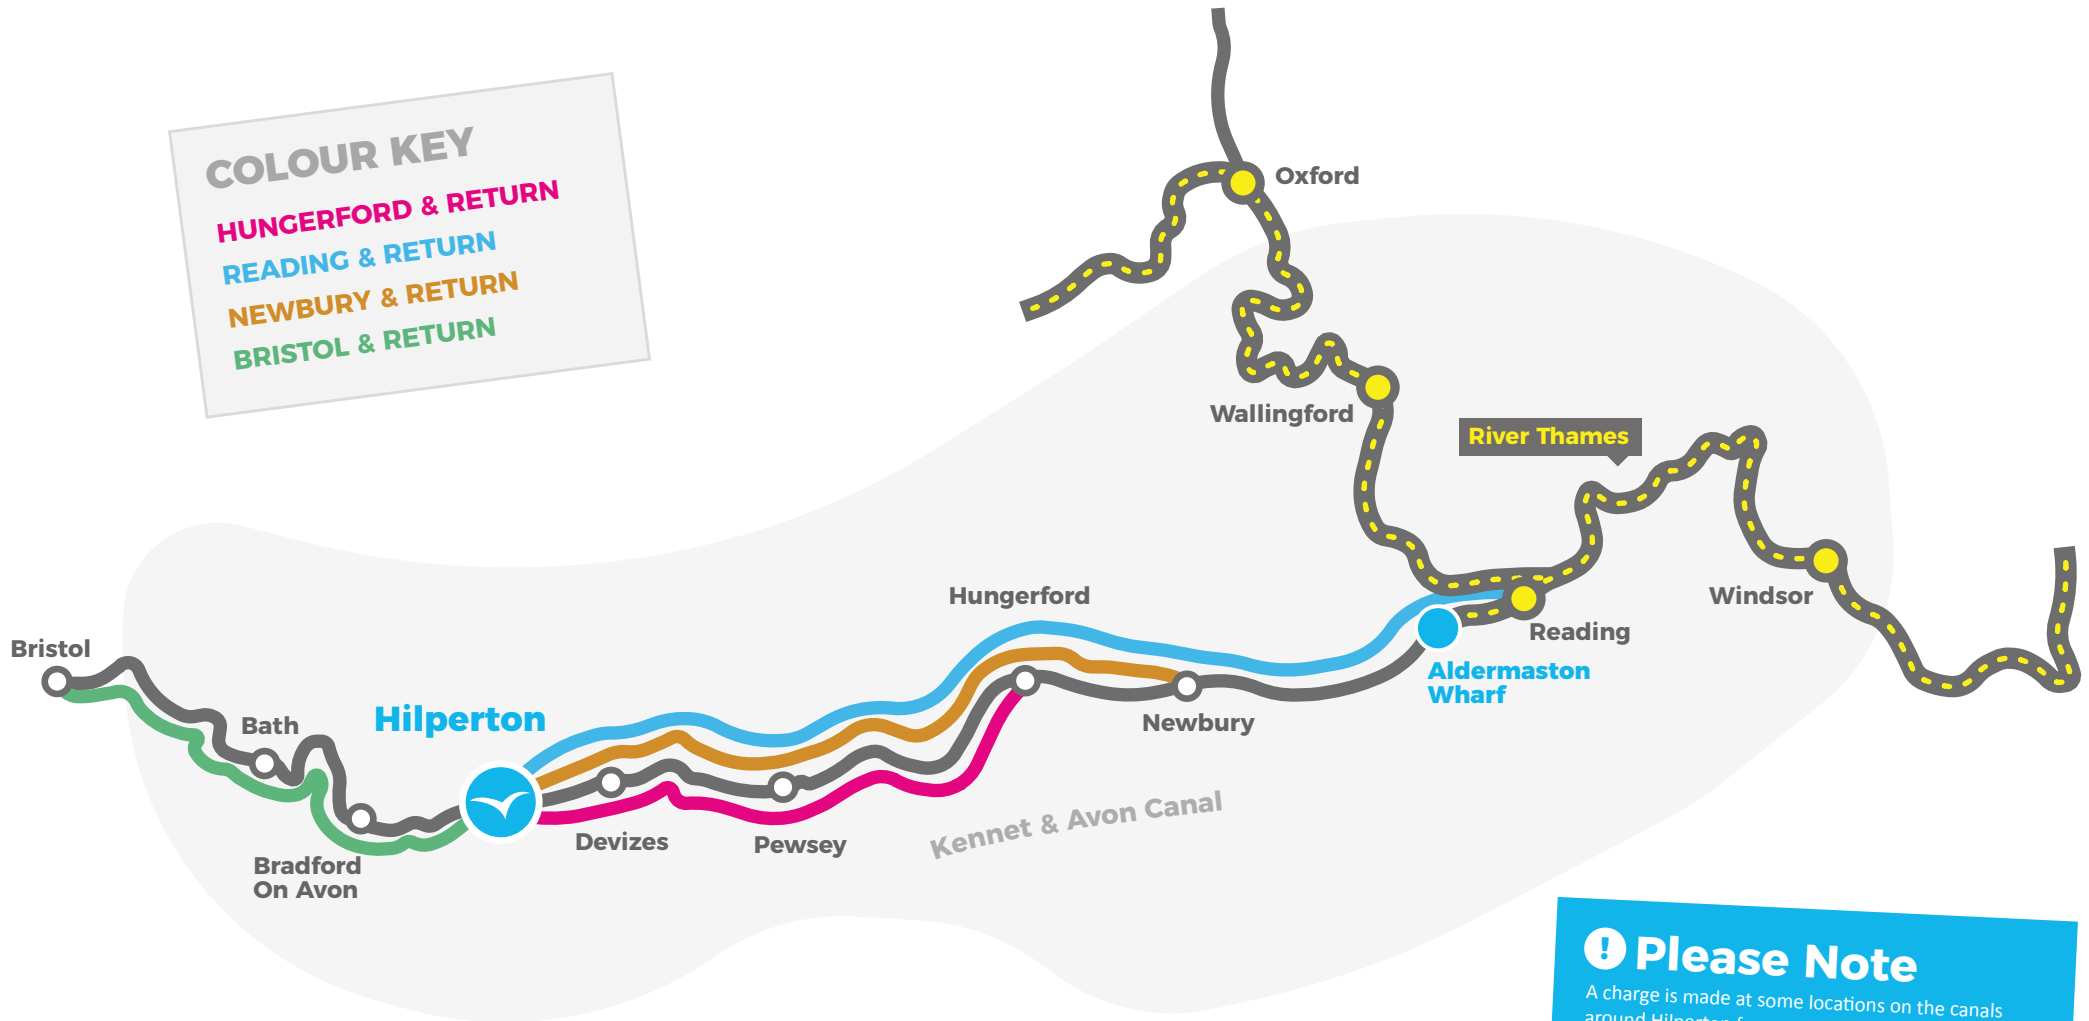 COLOUR KEY
HUNGERFORD & RETURN
READING & RETURN
NEWBURY & RETURN
BRISTOL & RETURN
Oxford
Wallingford
River Thames
Windsor
Hungerford
Reading
Aldermaston
Wharf
Newbury
Bristol
Bath
Hilperton
Bradford
On Avon
Devizes
Pewsey
Kennet & Avon Canal
! Please Note
A charge is made at some locations on the canals
around Hilperton